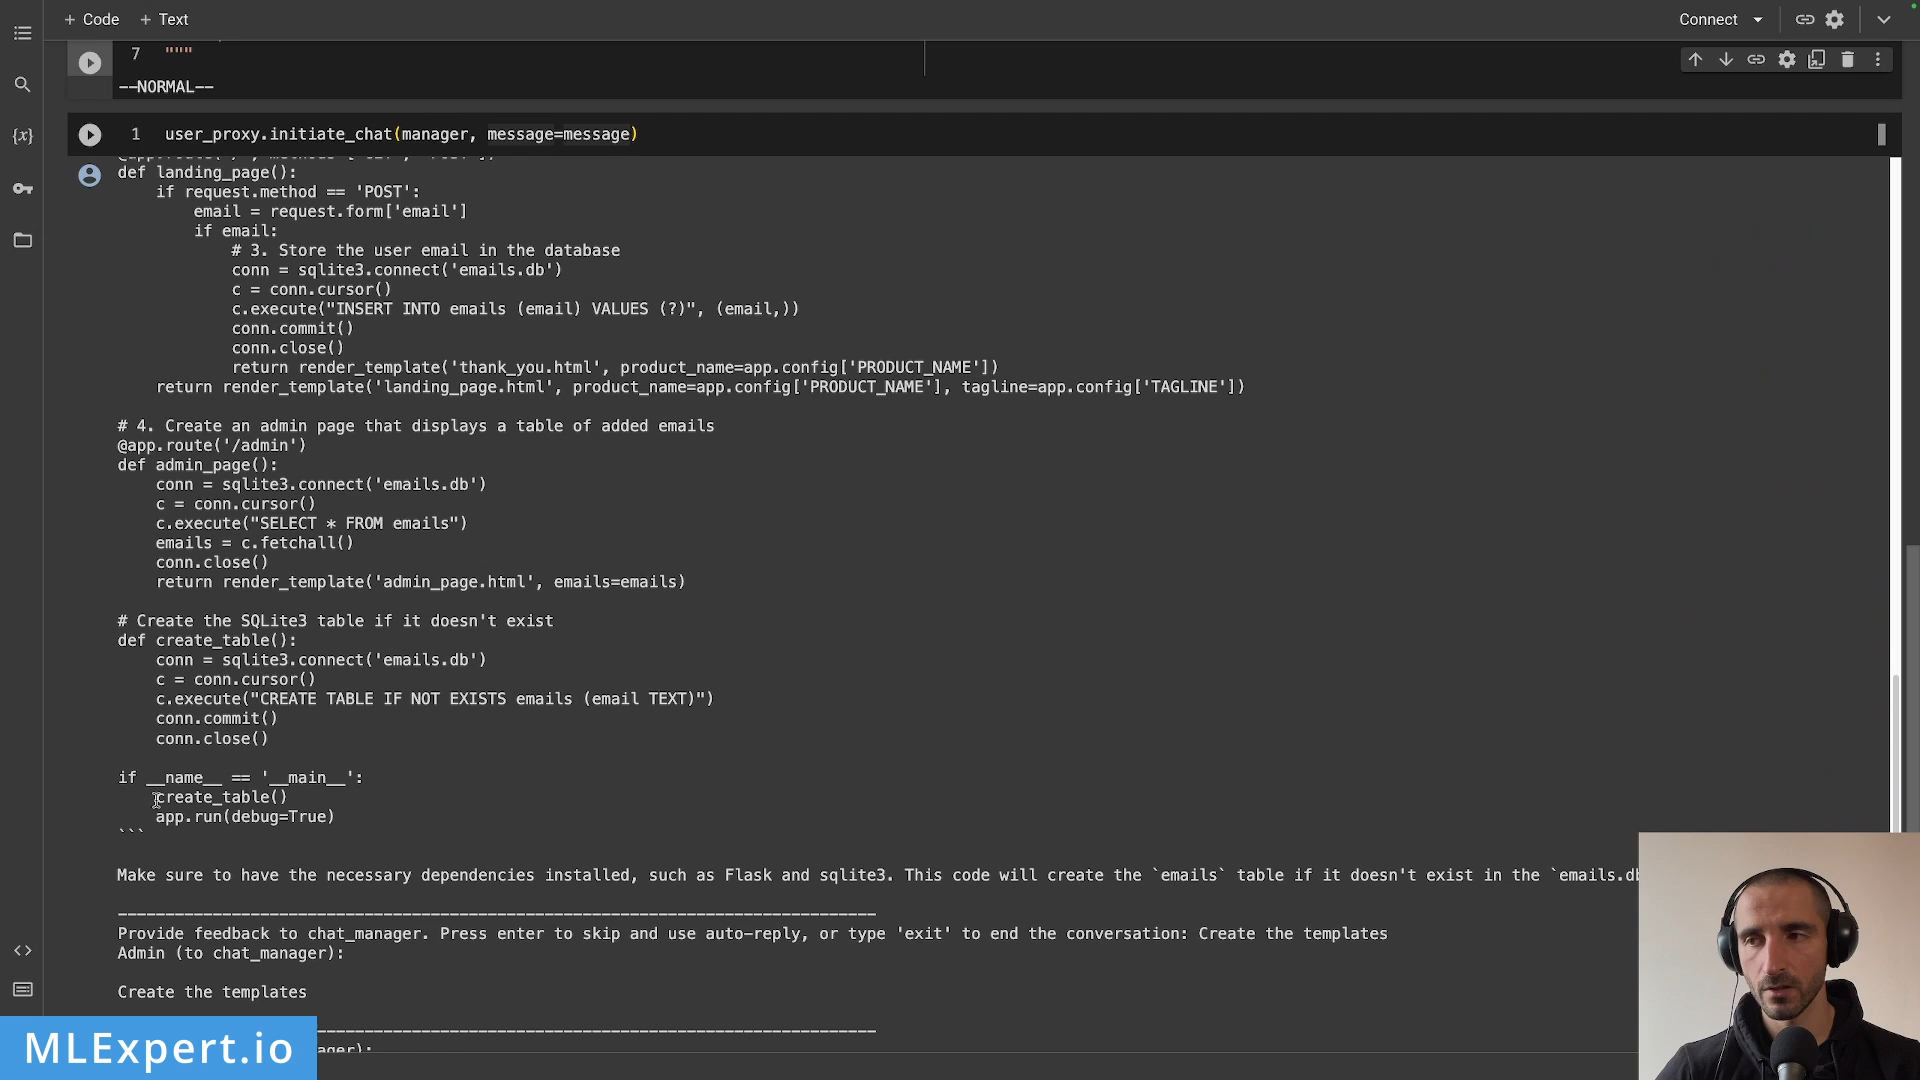 + Code + Text
Connect
7 """
--NORMAL--
1 user_proxy.initiate_chat(manager, message=message)
def landing_page():
if request.method == 'POST':
email = request.form['email']
if email:
# 3. Store the user email in the database
conn = sqlite3.connect('emails.db')
c = conn.cursor()
c.execute("INSERT INTO emails (email) VALUES (?)", (email,))
conn.commit()
conn.close()
return render_template('thank_you.html', product_name=app.config['PRODUCT_NAME'])
return render_template('landing_page.html', product_name=app.config['PRODUCT_NAME'], tagline=app.config['TAGLINE'])
# 4. Create an admin page that displays a table of added emails
@app.route('/admin')
def admin_page():
conn = sqlite3.connect('emails.db')
c = conn.cursor()
c.execute("SELECT * FROM emails")
emails = c.fetchall()
conn.close()
return render_template('admin_page.html', emails=emails)
# Create the SQLite3 table if it doesn't exist
def create_table():
conn = sqlite3.connect('emails.db')
c = conn.cursor()
c.execute("CREATE TABLE IF NOT EXISTS emails (email TEXT)")
conn.commit()
conn.close()
if __name__ == '__main__':
create_table()
app.run(debug=True)
```
Make sure to have the necessary dependencies installed, such as Flask and sqlite3. This code will create the `emails` table if it doesn't exist in the `emails.db
--------------------------------------------------------------------------------
Provide feedback to chat_manager. Press enter to skip and use auto-reply, or type 'exit' to end the conversation: Create the templates
Admin (to chat_manager):
Create the templates
--------------------------------------------------------------------------------
MLExpert.io